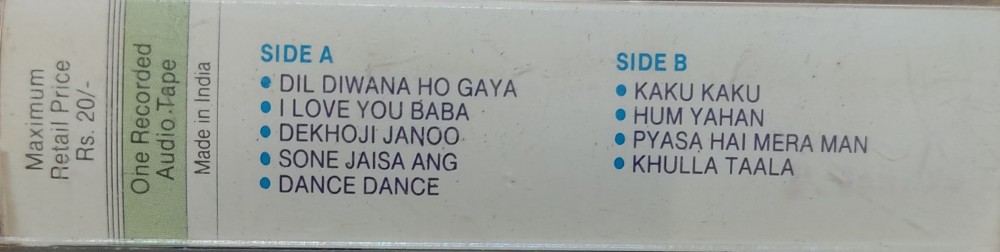 Maximum
Retail Price
Rs. 20/-
One Recorded
Audio Tape
Made in India
SIDE A
• DIL DIWANA HO GAYA
• I LOVE YOU BABA
• DEKHOJI JANOO
• SONE JAISA ANG
• DANCE DANCE
SIDE B
• KAKU KAKU
• HUM YAHAN
• PYASA HAI MERA MAN
• KHULLA TAALA